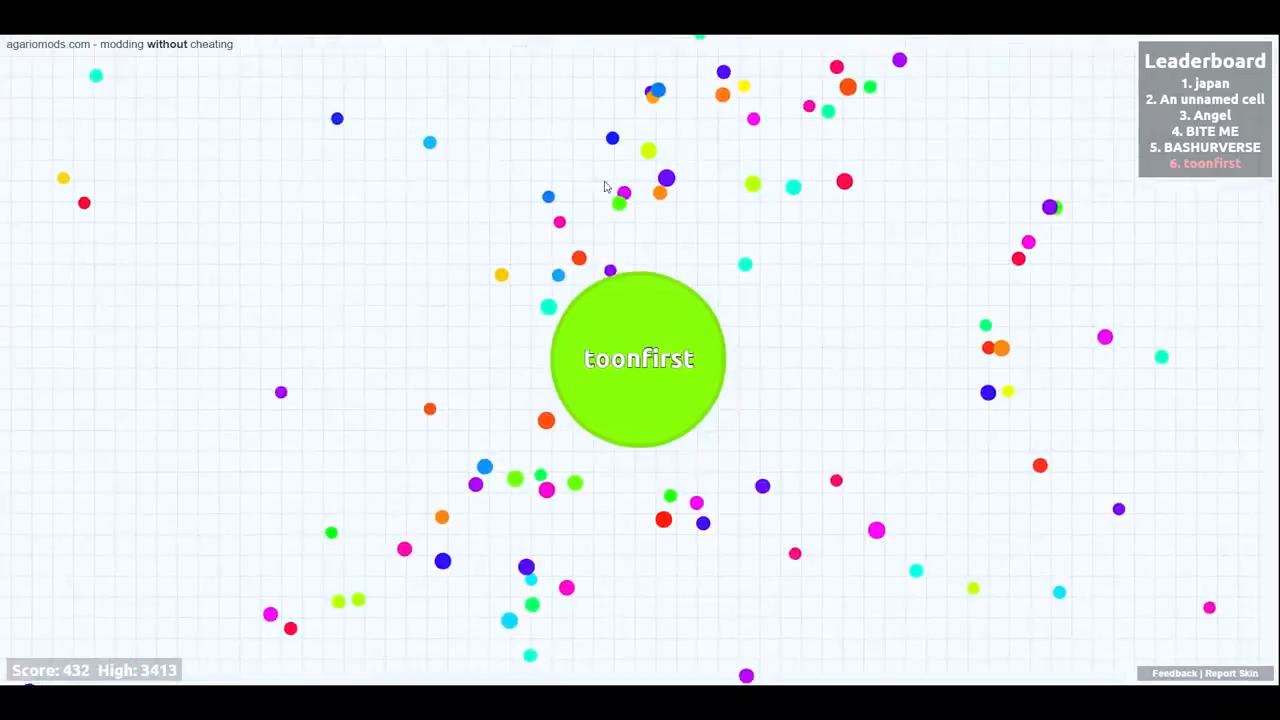 agariomods.com - modding without cheating
Leaderboard
1. japan
2. An unnamed cell
3. Angel
4. BITE ME
5. BASHURVERSE
6. toonfirst
toonfirst
Score: 432 High: 3413
Feedback | Report Skin